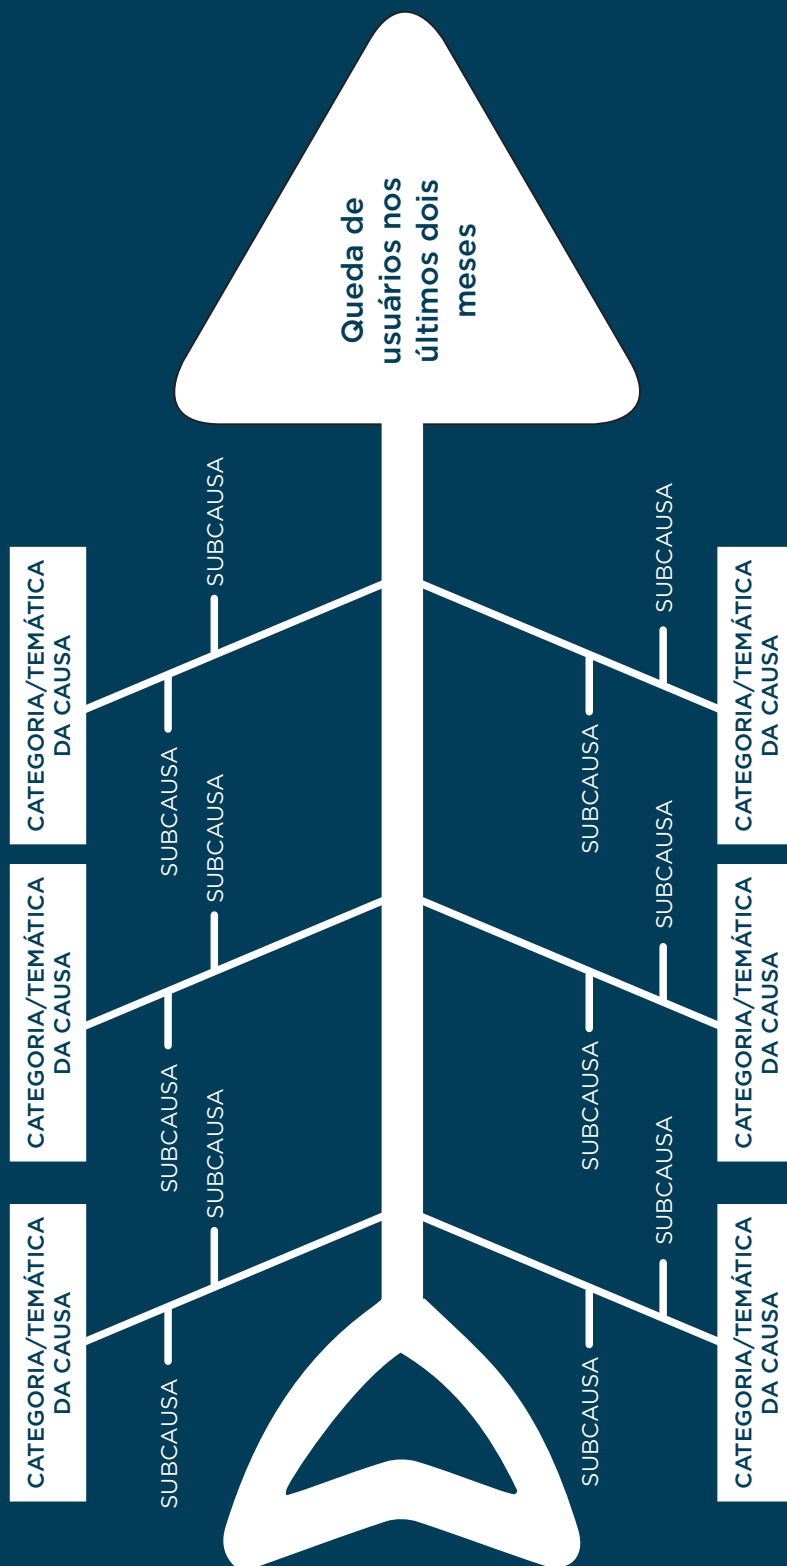 CATEGORIA/TEMÁTICA
DA CAUSA
CATEGORIA/TEMÁTICA
DA CAUSA
CATEGORIA/TEMÁTICA
DA CAUSA
SUBCAUSA
SUBCAUSA
SUBCAUSA
SUBCAUSA
SUBCAUSA
SUBCAUSA
Queda de
usuários nos
últimos dois
meses
SUBCAUSA
SUBCAUSA
SUBCAUSA
SUBCAUSA
SUBCAUSA
SUBCAUSA
CATEGORIA/TEMÁTICA
DA CAUSA
CATEGORIA/TEMÁTICA
DA CAUSA
CATEGORIA/TEMÁTICA
DA CAUSA